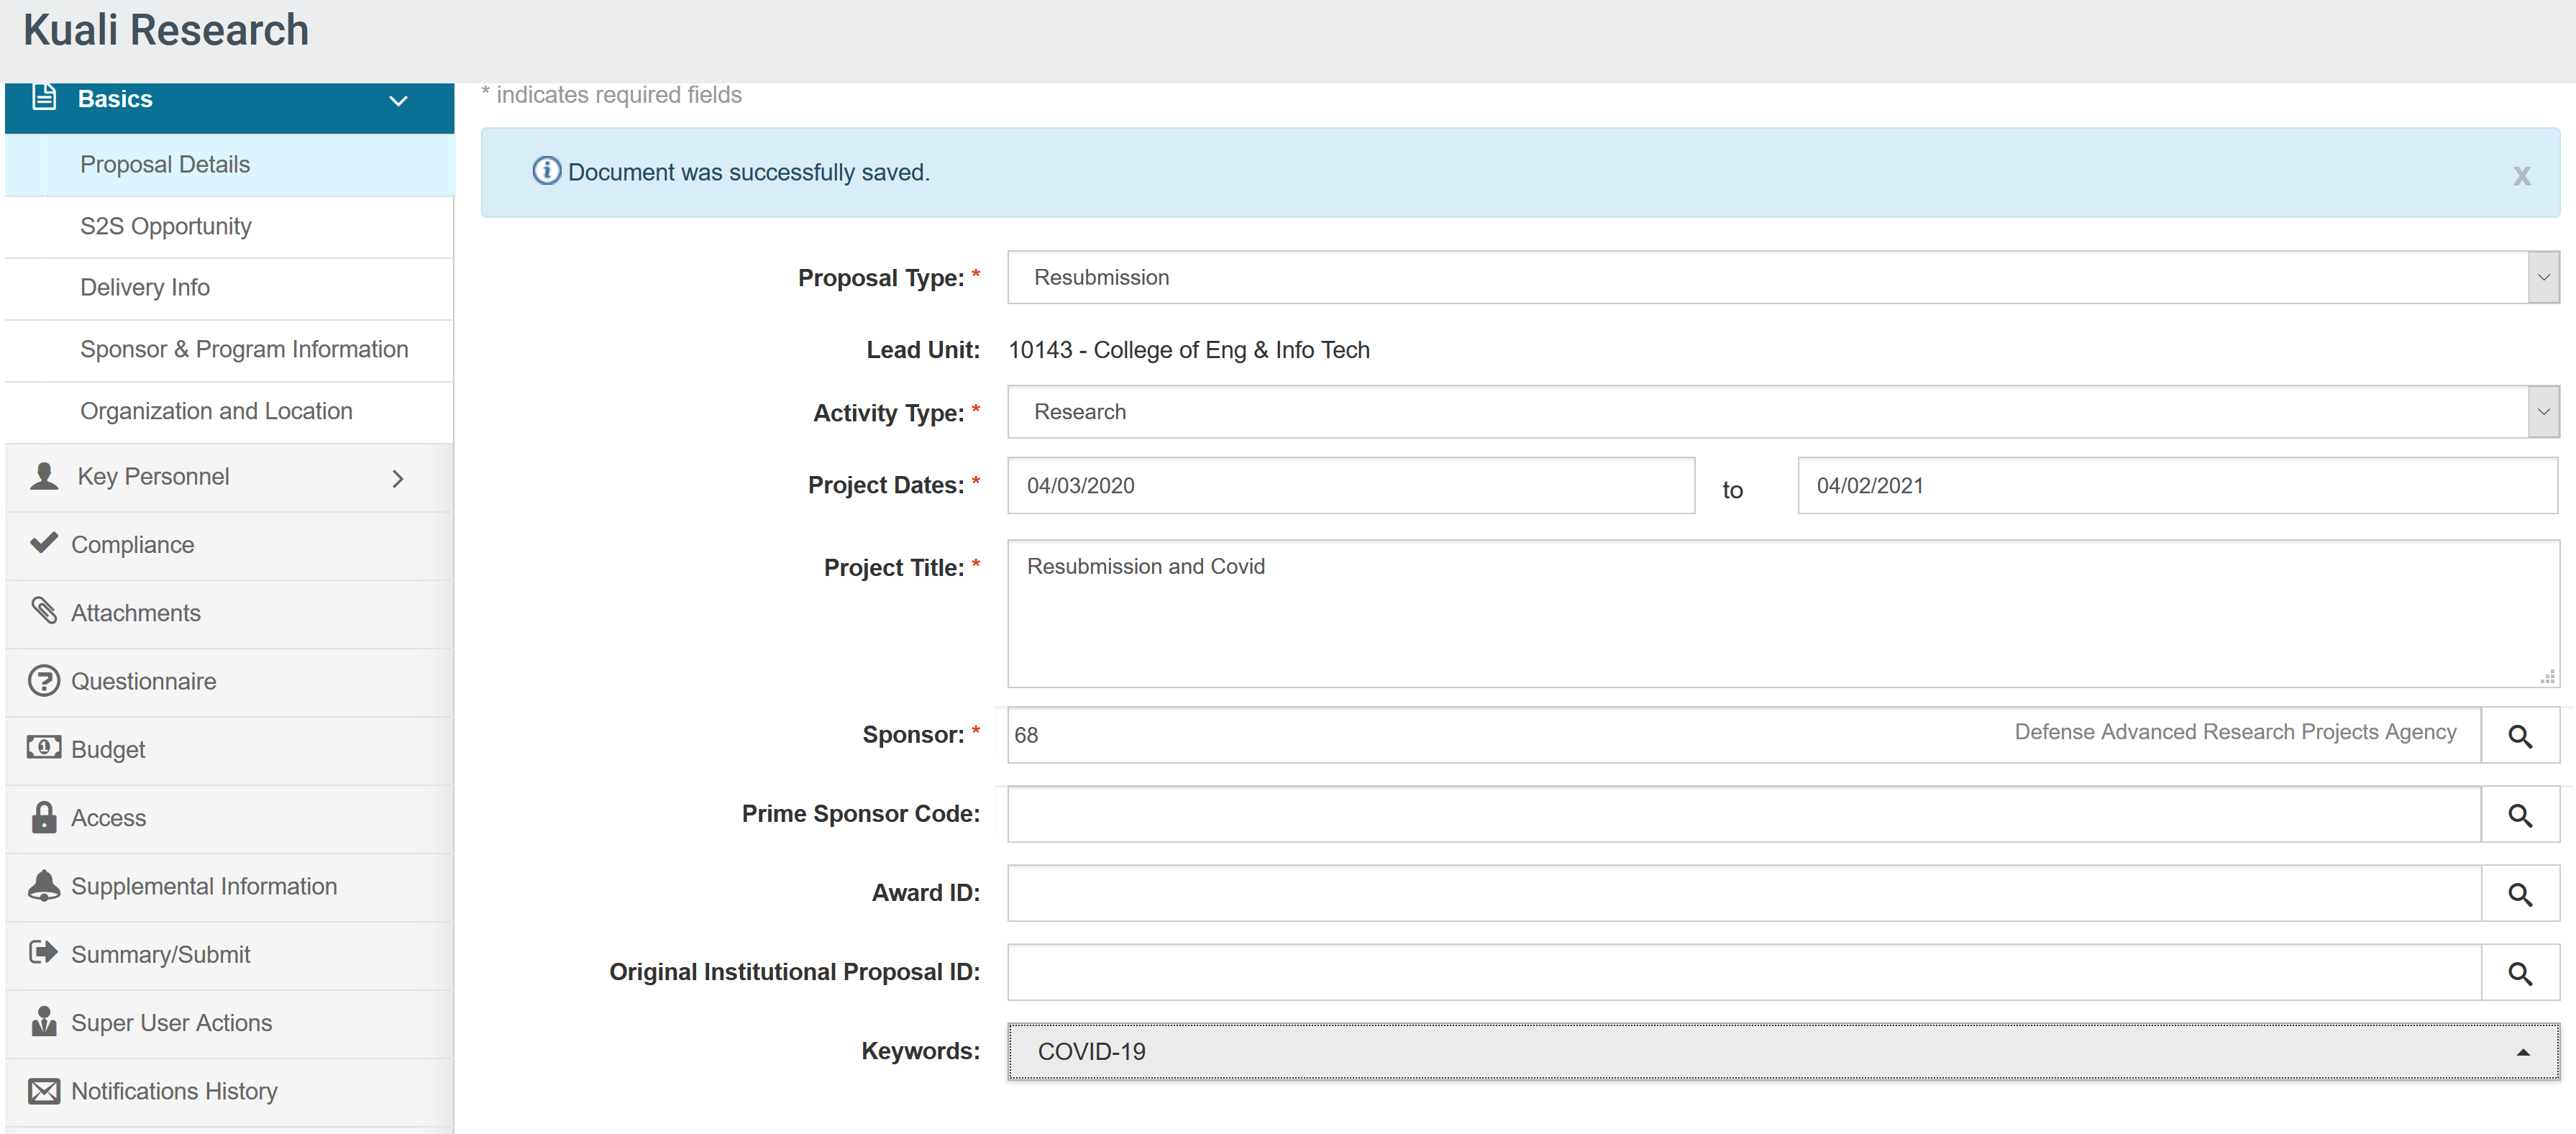 Kuali Research
Basics
Proposal Details
S2S Opportunity
Delivery Info
Sponsor & Program Information
Organization and Location
Key Personnel
Compliance
Attachments
Questionnaire
Budget
Access
Supplemental Information
Summary/Submit
Super User Actions
Notifications History
* indicates required fields
Document was successfully saved. x
Proposal Type: * Resubmission
Lead Unit: 10143 - College of Eng & Info Tech
Activity Type: * Research
Project Dates: * 04/03/2020 to 04/02/2021
Project Title: * Resubmission and Covid
Sponsor: * 68 Defense Advanced Research Projects Agency
Prime Sponsor Code:
Award ID:
Original Institutional Proposal ID:
Keywords: COVID-19